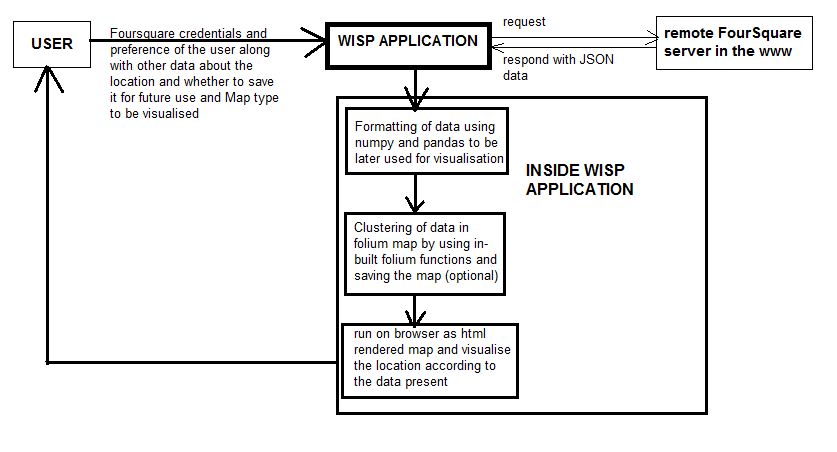 USER
Foursquare credentials and
preference of the user along
with other data about the
location and whether to save
it for future use and Map type
to be visualised
WISP APPLICATION
request
respond with JSON
data
remote FourSquare
server in the www
Formatting of data using
numpy and pandas to be
later used for visualisation
INSIDE WISP
APPLICATION
Clustering of data in
folium map by using in-
built folium functions and
saving the map (optional)
run on browser as html
rendered map and visualise
the location according to
the data present